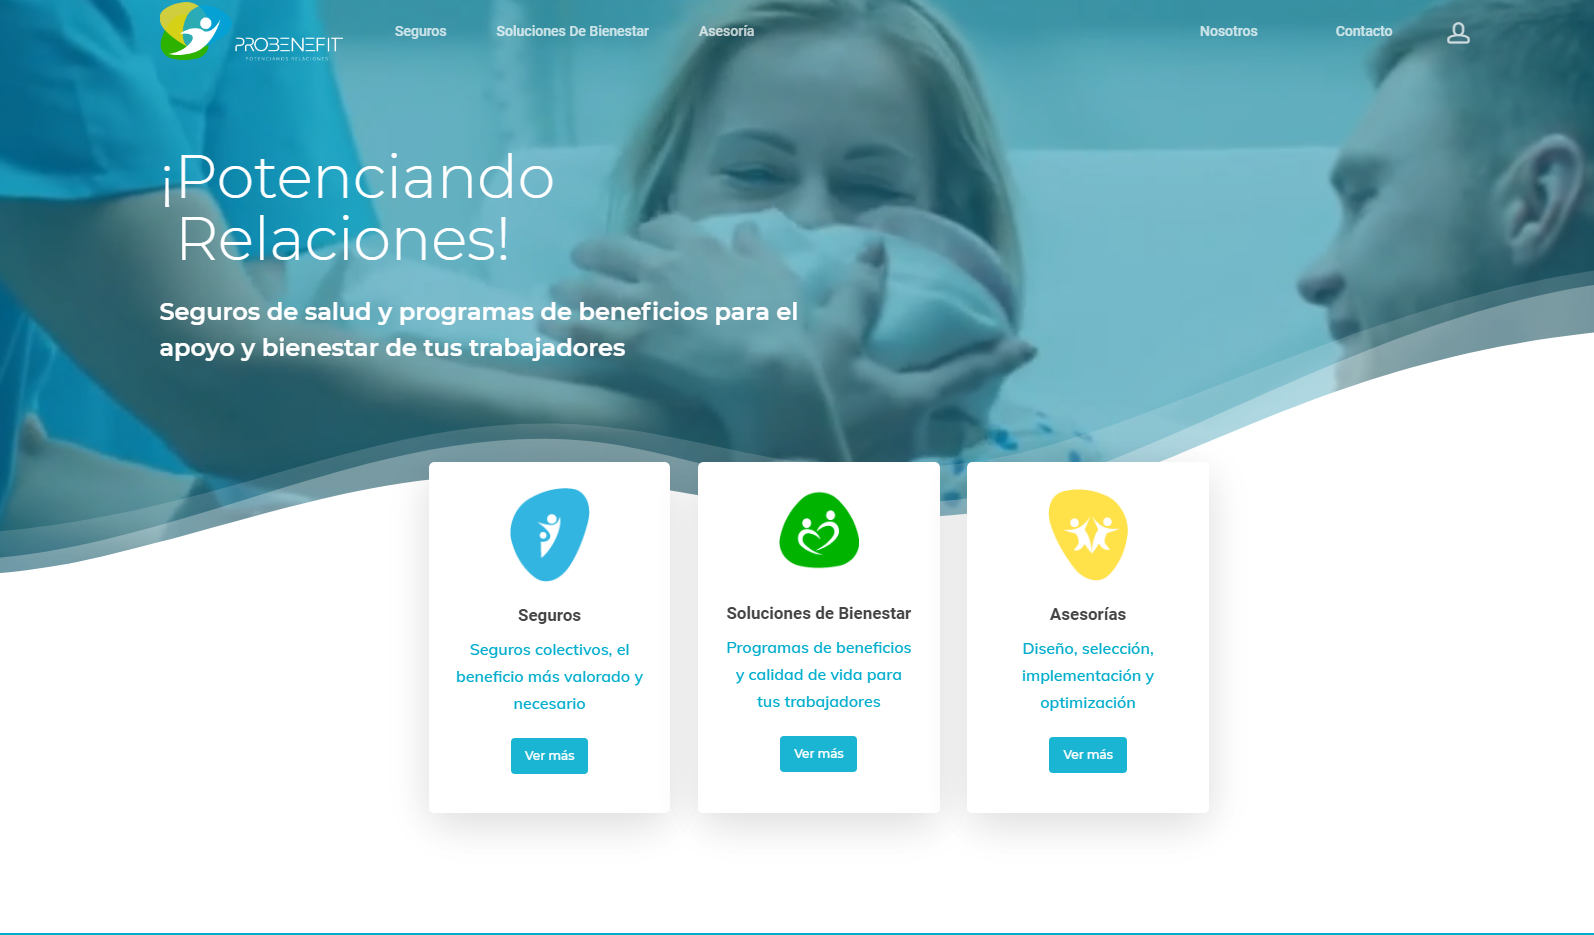 PROBENEFIT
POTENCIAMOS RELACIONES
Seguros
Soluciones De Bienestar
Asesoría
Nosotros
Contacto
¡Potenciando
Relaciones!
Seguros de salud y programas de beneficios para el
apoyo y bienestar de tus trabajadores
Seguros
Seguros colectivos, el
beneficio más valorado y
necesario
Ver más
Soluciones de Bienestar
Programas de beneficios
y calidad de vida para
tus trabajadores
Ver más
Asesorías
Diseño, selección,
implementación y
optimización
Ver más